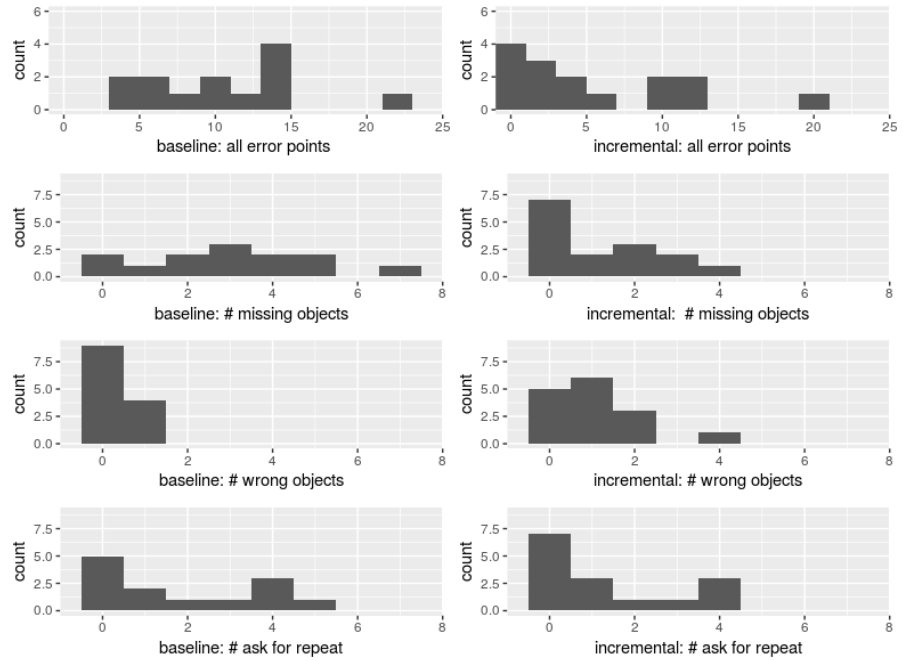 6
4
2
0
count
0 5 10 15 20 25
baseline: all error points
6
4
2
0
count
0 5 10 15 20 25
incremental: all error points
7.5
5.0
2.5
0.0
count
0 2 4 6 8
baseline: # missing objects
7.5
5.0
2.5
0.0
count
0 2 4 6 8
incremental:  # missing objects
7.5
5.0
2.5
0.0
count
0 2 4 6 8
baseline: # wrong objects
7.5
5.0
2.5
0.0
count
0 2 4 6 8
incremental: # wrong objects
7.5
5.0
2.5
0.0
count
0 2 4 6 8
baseline: # ask for repeat
7.5
5.0
2.5
0.0
count
0 2 4 6 8
incremental: # ask for repeat